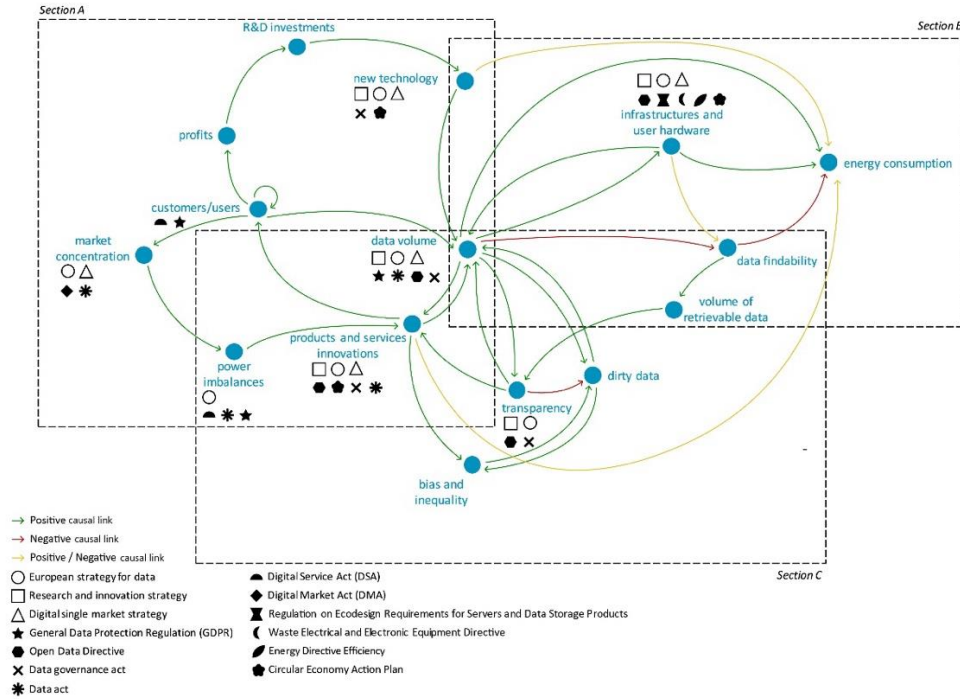 Section A
R&D investments
Section B
new technology
infrastructures and
user hardware
profits
energy consumption
customers/users
market
concentration
data volume
data findability
volume of
retrievable data
products and services
innovations
power
imbalances
dirty data
transparency
bias and
inequality
Section C
Positive causal link
Negative causal link
Positive / Negative causal link
European strategy for data
Research and innovation strategy
Digital single market strategy
General Data Protection Regulation (GDPR)
Open Data Directive
Data governance act
Data act
Digital Service Act (DSA)
Digital Market Act (DMA)
Regulation on Ecodesign Requirements for Servers and Data Storage Products
Waste Electrical and Electronic Equipment Directive
Energy Directive Efficiency
Circular Economy Action Plan